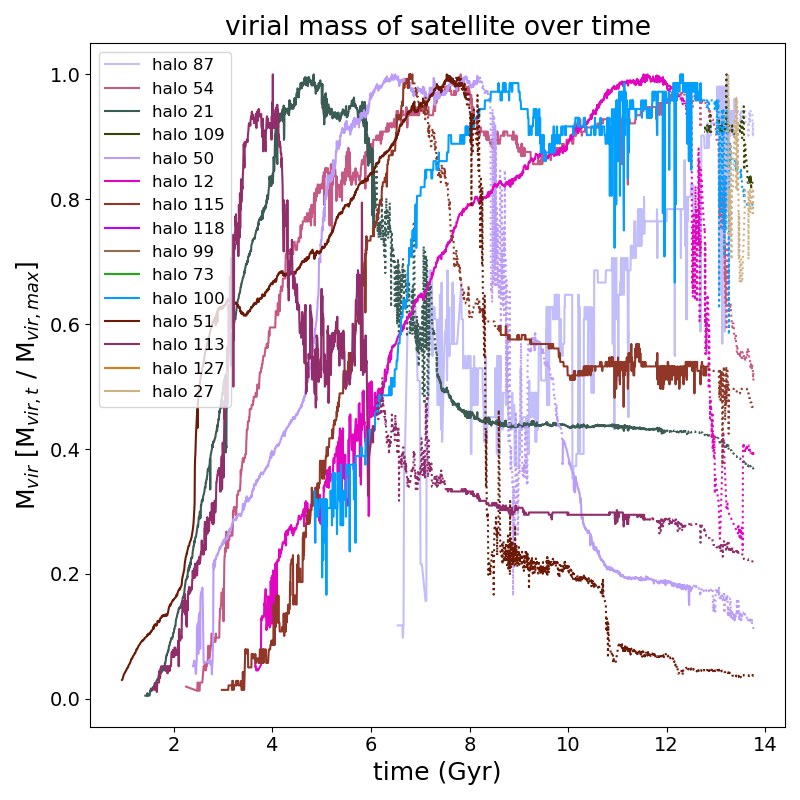 virial mass of satellite over time
M_vir [M_vir,t / M_vir,max]
1.0
0.8
0.6
0.4
0.2
0.0
halo 87
halo 54
halo 21
halo 109
halo 50
halo 12
halo 115
halo 118
halo 99
halo 73
halo 100
halo 51
halo 113
halo 127
halo 27
2 4 6 8 10 12 14
time (Gyr)